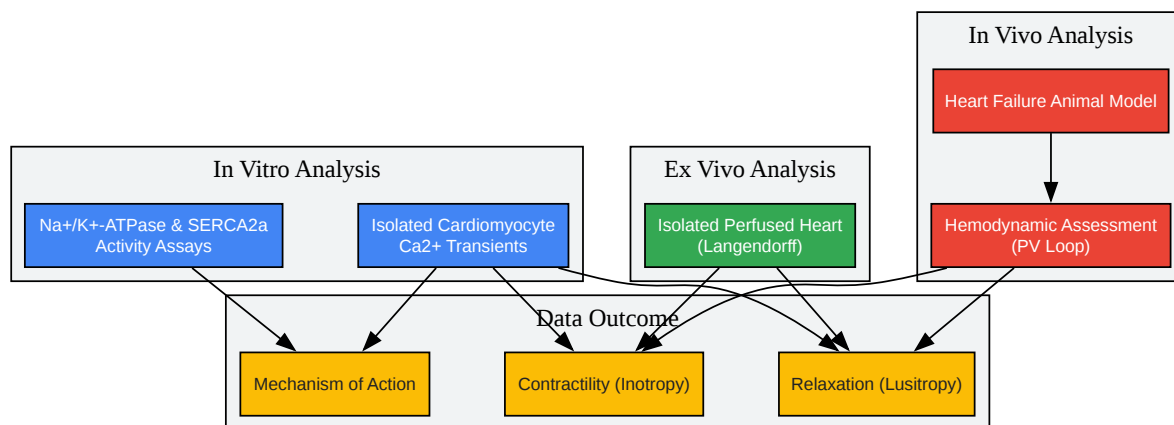 In Vivo Analysis
Heart Failure Animal Model
In Vitro Analysis
Ex Vivo Analysis
Na+/K+-ATPase & SERCA2a
Activity Assays
Isolated Cardiomyocyte
Ca2+ Transients
Isolated Perfused Heart
(Langendorff)
Hemodynamic Assessment
(PV Loop)
Data Outcome
Mechanism of Action
Contractility (Inotropy)
Relaxation (Lusitropy)